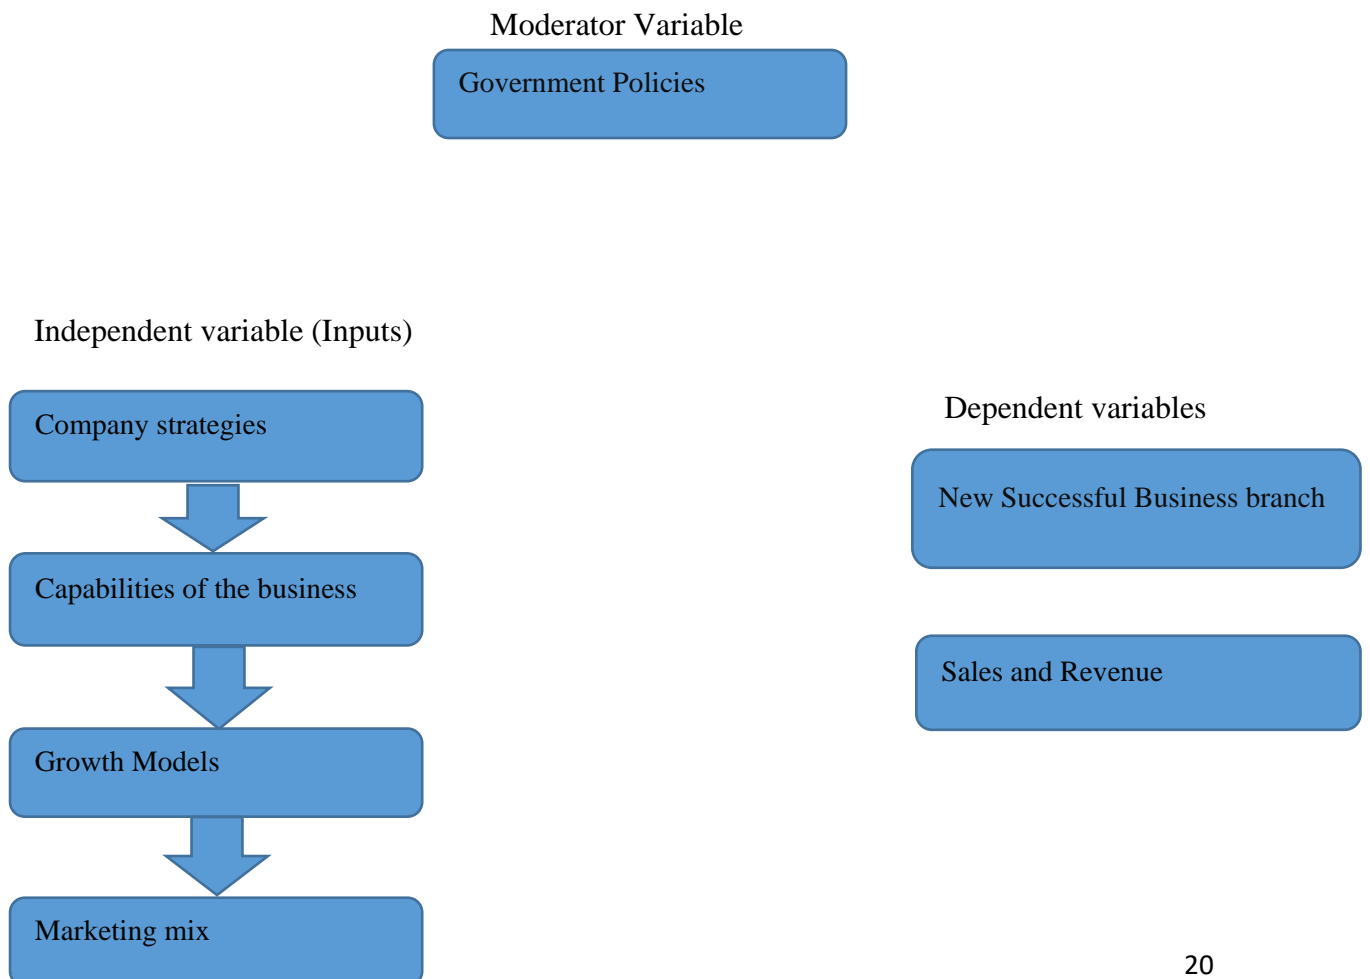 Moderator Variable
Government Policies
Independent variable (Inputs)
Company strategies
Capabilities of the business
Growth Models
Marketing mix
Dependent variables
New Successful Business branch
Sales and Revenue
20